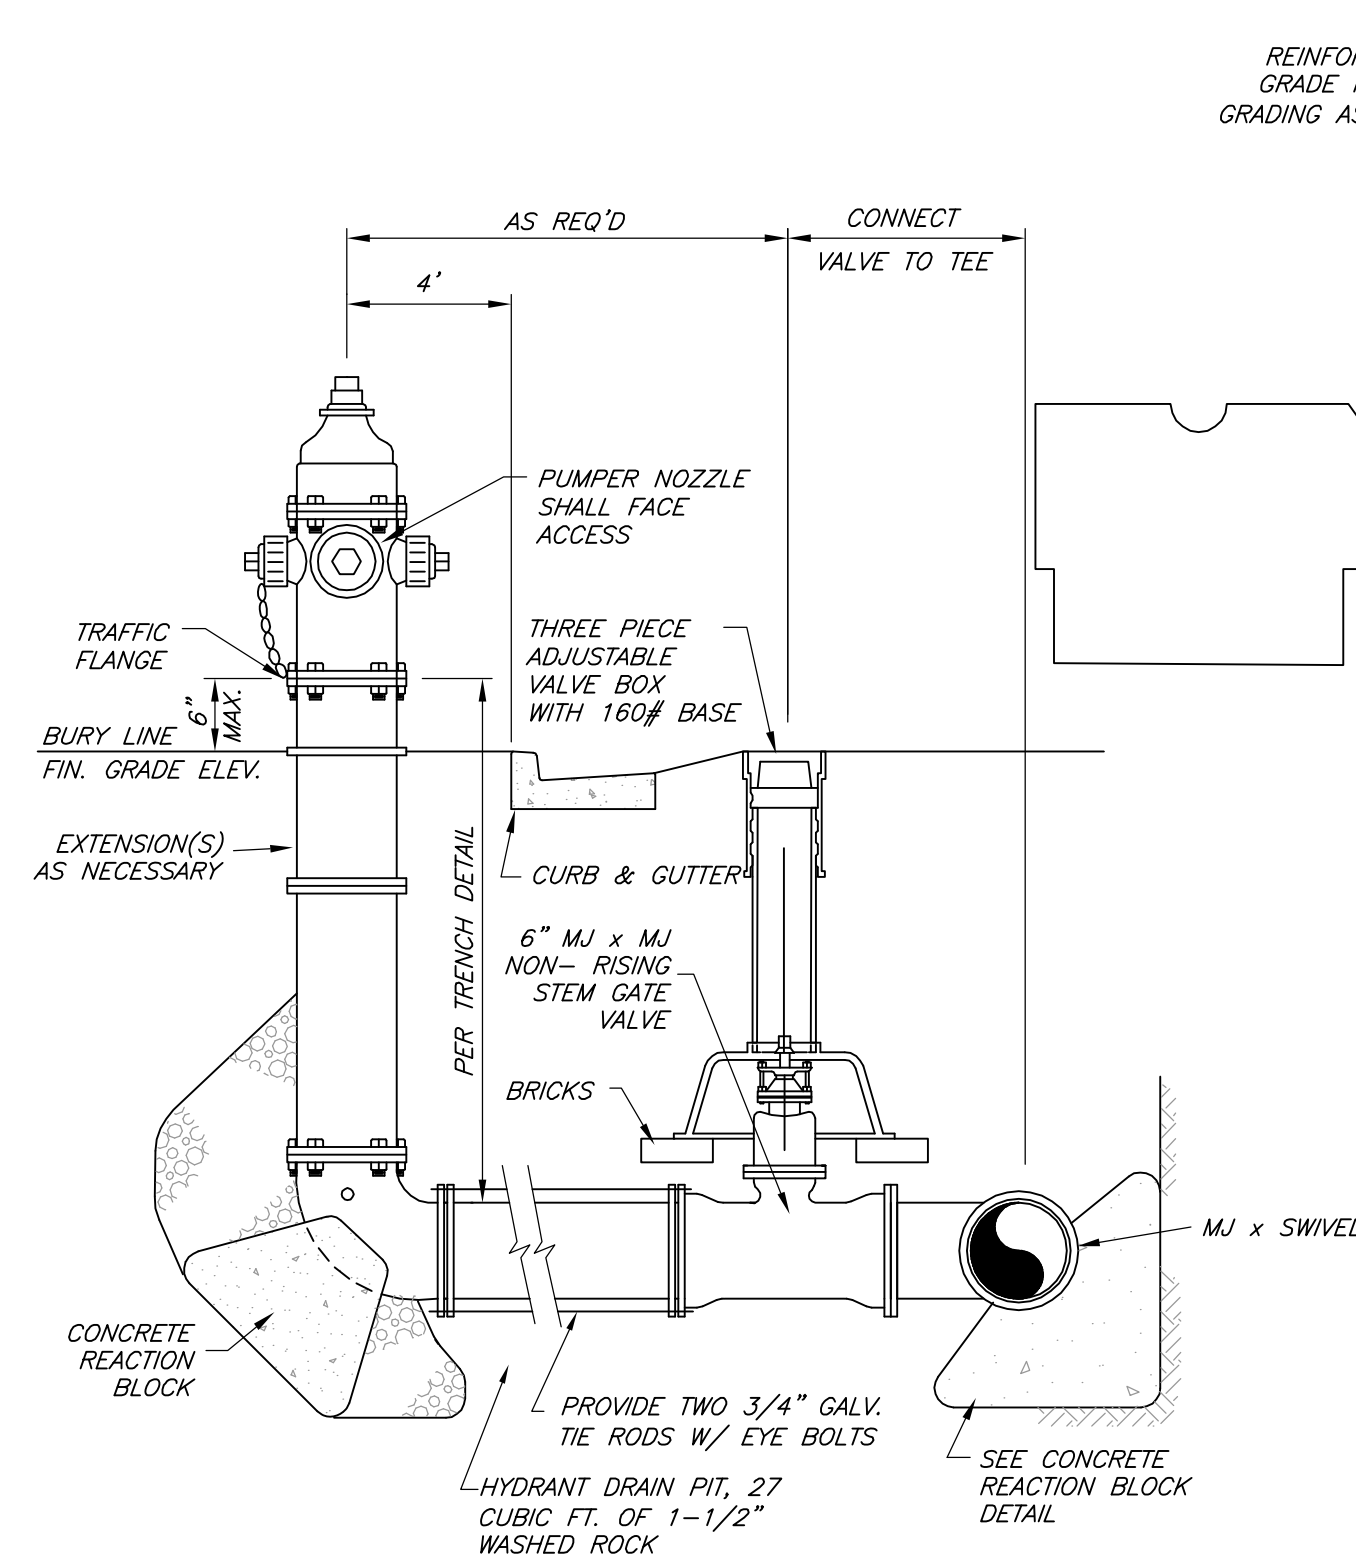 REINFOR
GRADE
GRADING AS
AS REQ'D
CONNECT
VALVE TO TEE
4'
PUMPER NOZZLE
SHALL FACE
ACCESS
TRAFFIC
FLANGE
THREE PIECE
ADJUSTABLE
VALVE BOX
WITH 160# BASE
6"
MAX.
BURY LINE
FIN. GRADE ELEV.
EXTENSION(S)
AS NECESSARY
CURB & GUTTER
PER TRENCH DETAIL
6" MJ x MJ
NON- RISING
STEM GATE
VALVE
BRICKS
MJ x SWIVEL
CONCRETE
REACTION
BLOCK
PROVIDE TWO 3/4" GALV.
TIE RODS W/ EYE BOLTS
SEE CONCRETE
REACTION BLOCK
DETAIL
HYDRANT DRAIN PIT, 27
CUBIC FT. OF 1-1/2"
WASHED ROCK